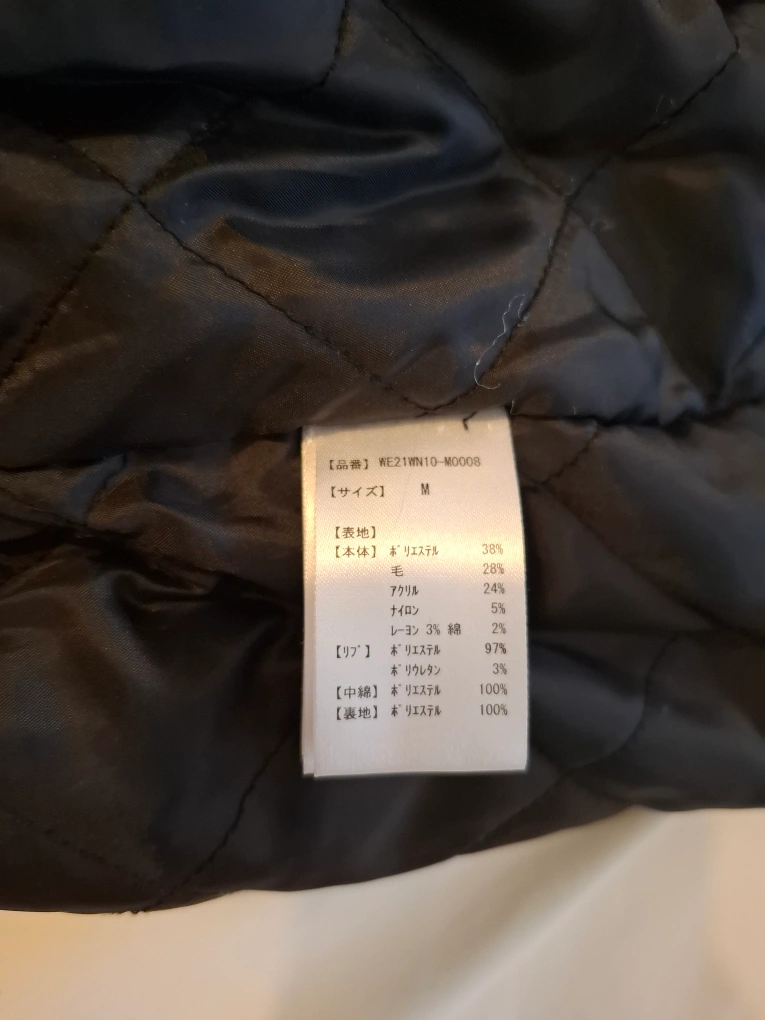 【品番】 WE21WN10-M0008
【サイズ】 M
【表地】
【本体】 ポリエステル 38%
毛 28%
アクリル 24%
ナイロン 5%
レーヨン 3% 綿 2%
【リブ】 ポリエステル 97%
ポリウレタン 3%
【中綿】 ポリエステル 100%
【裏地】 ポリエステル 100%